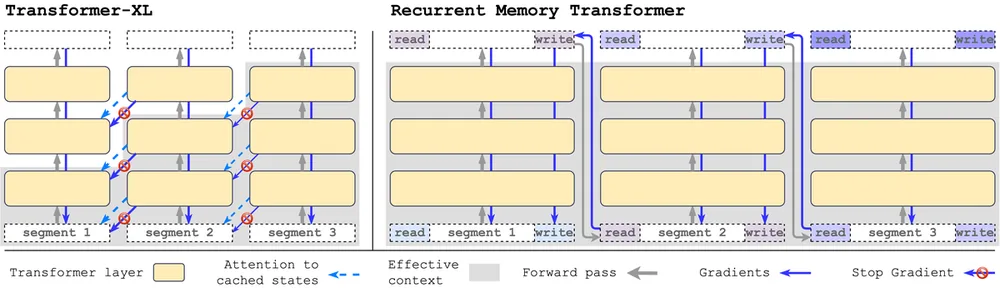 Transformer-XL
Recurrent Memory Transformer
read write read write read write
segment 1 segment 2 segment 3
read segment 1 write read segment 2 write read segment 3 write
Transformer layer
Attention to
cached states
Effective
context
Forward pass
Gradients
Stop Gradient